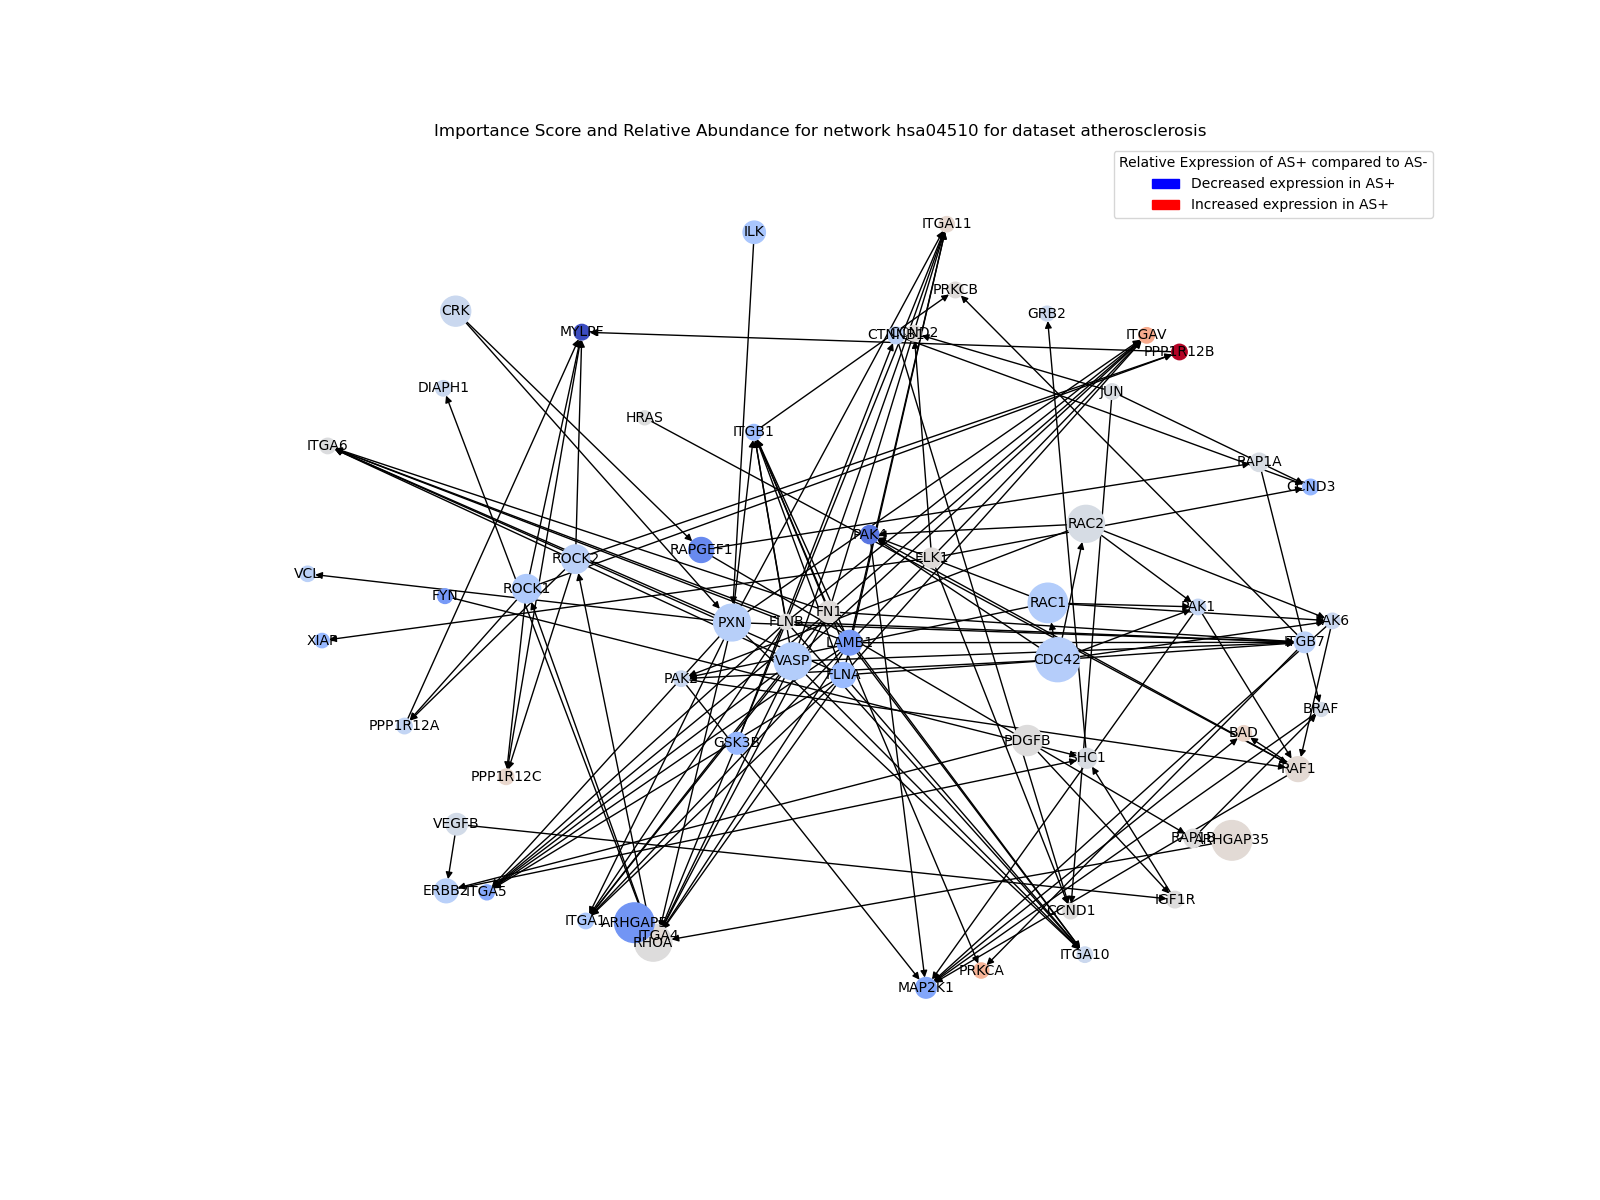 Importance Score and Relative Abundance for network hsa04510 for dataset atherosclerosis
Relative Expression of AS+ compared to AS-
Decreased expression in AS+
Increased expression in AS+
ITGA11
ILK
PRKCB
CRK
GRB2
MYLPF
CTNNB1
CCND2
ITGAV
PPP1R12B
DIAPH1
JUN
HRAS
ITGB1
ITGA6
RAP1A
CCND3
RAC2
PAK4
RAPGEF1
ELK1
ROCK2
VCL
ROCK1
FYN
RAC1
PAK1
FN1
FLNB
PXN
PAK6
XIAP
LAMB1
ITGB7
VASP
CDC42
FLNA
PAK2
BRAF
PPP1R12A
BAD
PDGFB
GSK3B
SHC1
RAF1
PPP1R12C
VEGFB
RAP1B
ARHGAP35
ERBB2
ITGA5
IGF1R
CCND1
ITGA1
ARHGAP5
ITGA4
RHOA
ITGA10
PRKCA
MAP2K1